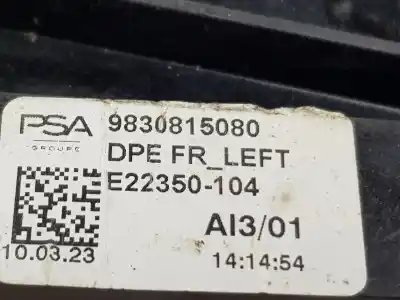 PSA 9830815080
GROUPE DPE FR_LEFT
E22350-104
AI3/01
10.03.23 14:14:54